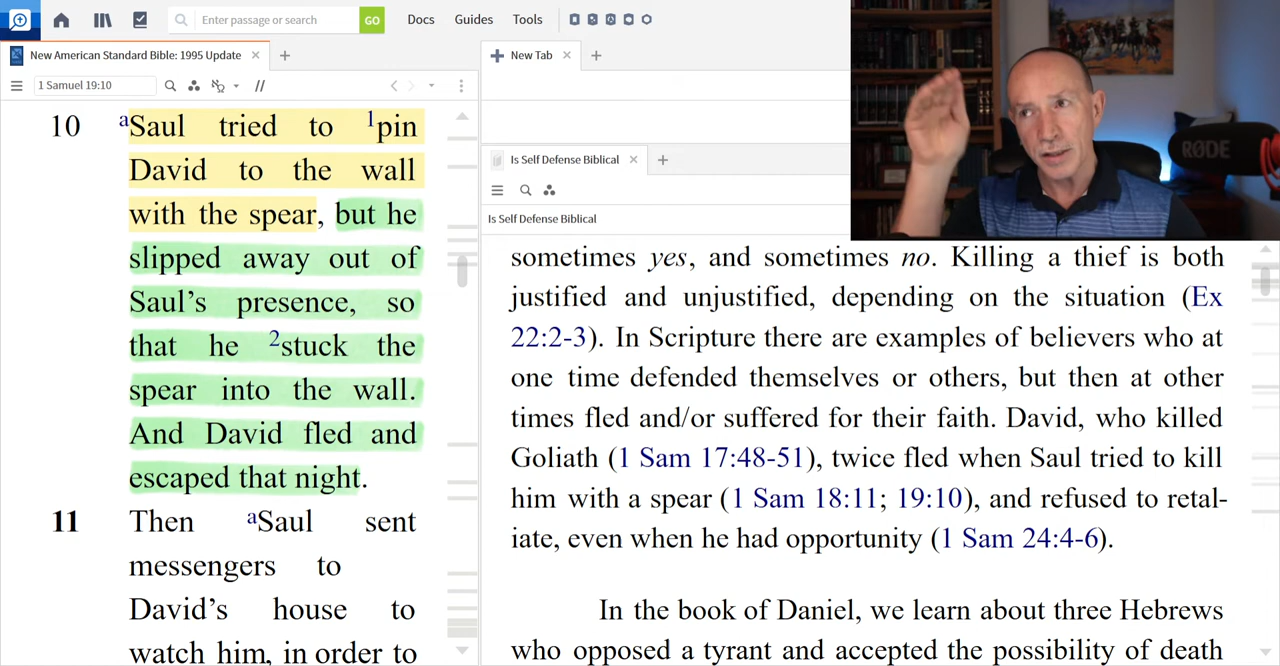 Enter passage or search
GO
Docs
Guides
Tools
New American Standard Bible: 1995 Update
New Tab
1 Samuel 19:10
10 aSaul tried to 1pin
David to the wall
with the spear, but he
slipped away out of
Saul's presence, so
that he 2stuck the
spear into the wall.
And David fled and
escaped that night.
11 Then aSaul sent
messengers to
David's house to
watch him, in order to
Is Self Defense Biblical
Is Self Defense Biblical
sometimes yes, and sometimes no. Killing a thief is both
justified and unjustified, depending on the situation (Ex
22:2-3). In Scripture there are examples of believers who at
one time defended themselves or others, but then at other
times fled and/or suffered for their faith. David, who killed
Goliath (1 Sam 17:48-51), twice fled when Saul tried to kill
him with a spear (1 Sam 18:11; 19:10), and refused to retal-
iate, even when he had opportunity (1 Sam 24:4-6).
In the book of Daniel, we learn about three Hebrews
who opposed a tyrant and accepted the possibility of death
RØDE